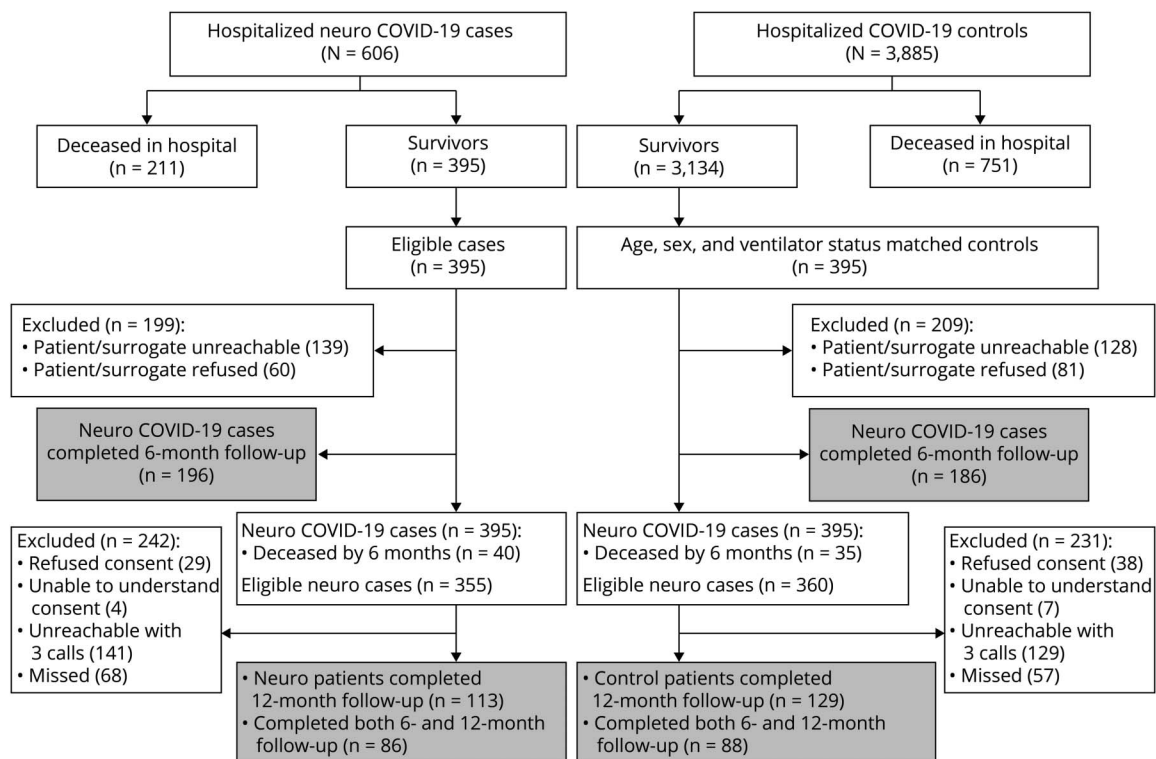 Hospitalized neuro COVID-19 cases
(N = 606)
Hospitalized COVID-19 controls
(N = 3,885)
Deceased in hospital
(n = 211)
Survivors
(n = 395)
Survivors
(n = 3,134)
Deceased in hospital
(n = 751)
Eligible cases
(n = 395)
Age, sex, and ventilator status matched controls
(n = 395)
Excluded (n = 199):
• Patient/surrogate unreachable (139)
• Patient/surrogate refused (60)
Excluded (n = 209):
• Patient/surrogate unreachable (128)
• Patient/surrogate refused (81)
Neuro COVID-19 cases
completed 6-month follow-up
(n = 196)
Neuro COVID-19 cases
completed 6-month follow-up
(n = 186)
Excluded (n = 242):
• Refused consent (29)
• Unable to understand
consent (4)
• Unreachable with
3 calls (141)
• Missed (68)
Neuro COVID-19 cases (n = 395)
• Deceased by 6 months (n = 40)
Eligible neuro cases (n = 355)
Neuro COVID-19 cases (n = 395)
• Deceased by 6 months (n = 35)
Eligible neuro cases (n = 360)
Excluded (n = 231):
• Refused consent (38)
• Unable to understand
consent (7)
• Unreachable with
3 calls (129)
• Missed (57)
• Neuro patients completed
12-month follow-up (n = 113)
• Completed both 6- and 12-month
follow-up (n = 86)
• Control patients completed
12-month follow-up (n = 129)
• Completed both 6- and 12-month
follow-up (n = 88)